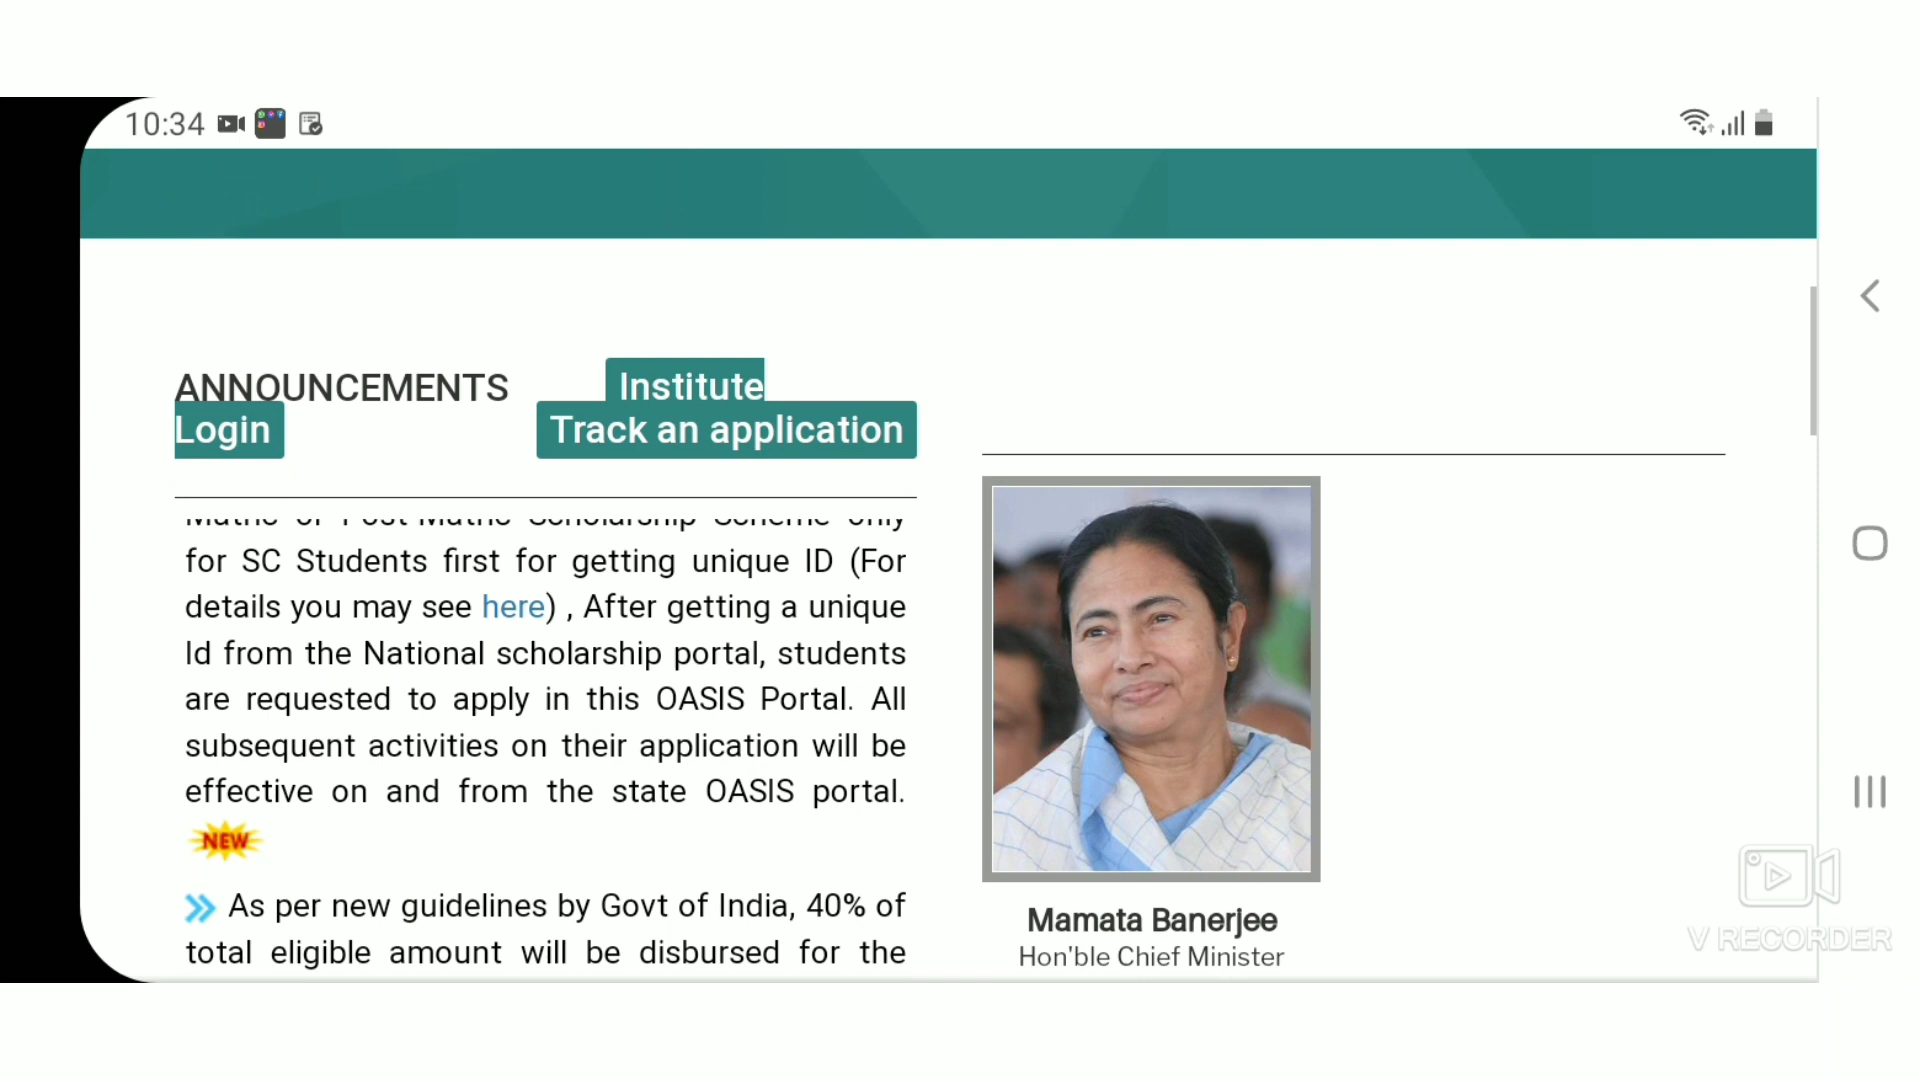 10:34
ANNOUNCEMENTS Institute
Login Track an application
for SC Students first for getting unique ID (For
details you may see here) , After getting a unique
Id from the National scholarship portal, students
are requested to apply in this OASIS Portal. All
subsequent activities on their application will be
effective on and from the state OASIS portal.
NEW
As per new guidelines by Govt of India, 40% of
total eligible amount will be disbursed for the
Mamata Banerjee
Hon'ble Chief Minister
V RECORDER